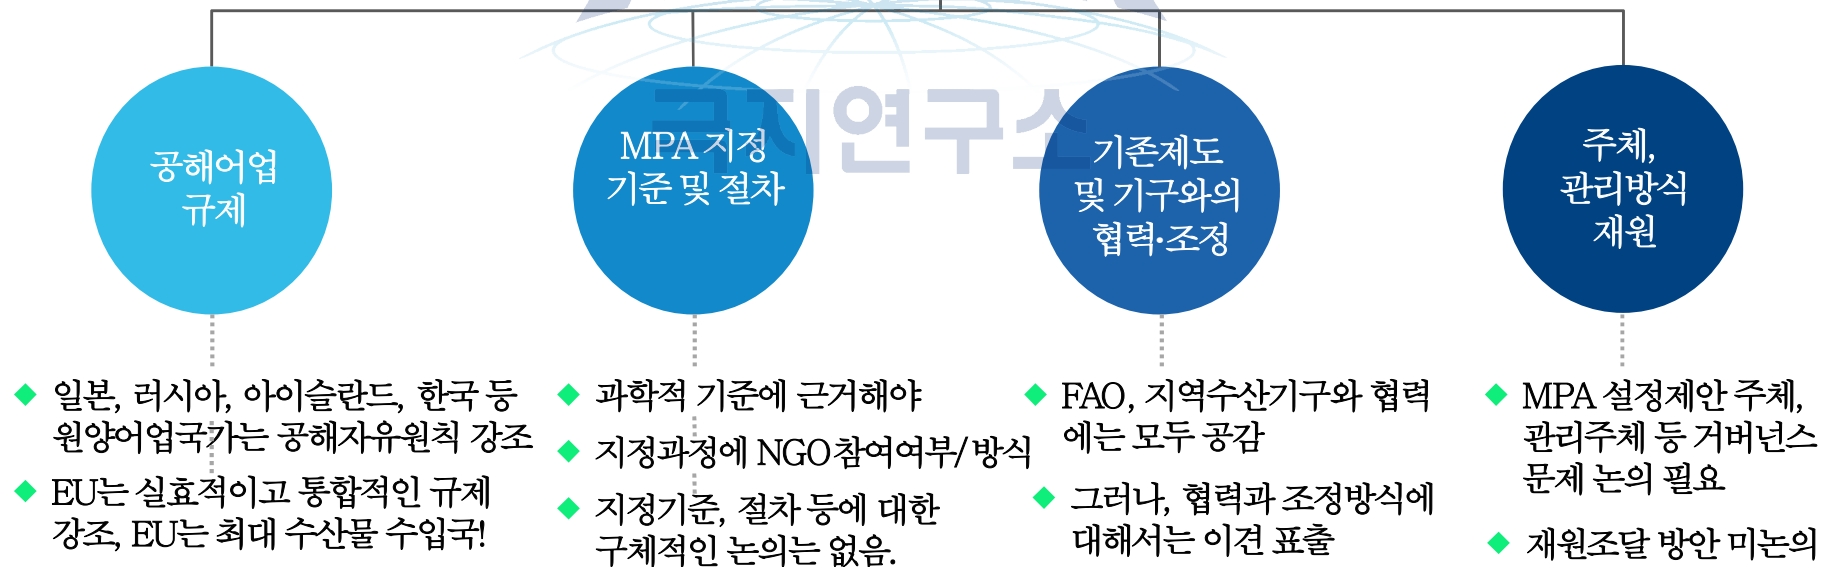 극지연구소
공해어업
규제
MPA 지정
기준 및 절차
기존제도
및 기구와의
협력·조정
주체,
관리방식
재원
◆ 일본, 러시아, 아이슬란드, 한국 등
원양어업국가는 공해자유원칙 강조
◆ EU는 실효적이고 통합적인 규제
강조, EU는 최대 수산물 수입국!
◆ 과학적 기준에 근거해야
◆ 지정과정에 NGO참여여부/방식
◆ 지정기준, 절차 등에 대한
구체적인 논의는 없음.
◆ FAO, 지역수산기구와 협력
에는 모두 공감
◆ 그러나, 협력과 조정방식에
대해서는 이견 표출
◆ MPA 설정제안 주체,
관리주체 등 거버넌스
문제 논의 필요
◆ 재원조달 방안 미논의